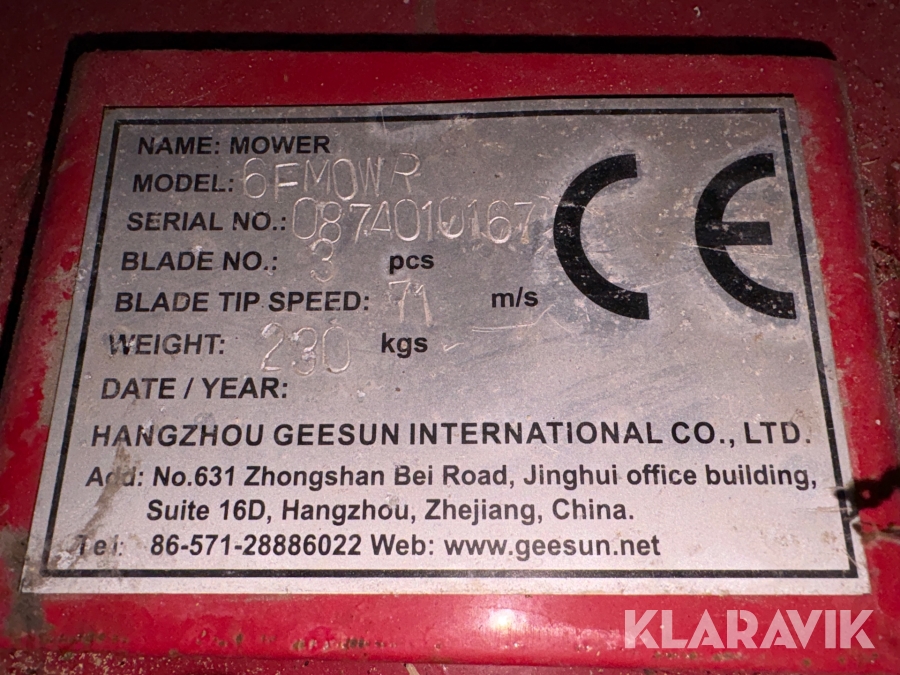 NAME: MOWER
MODEL: 6FMOWR
SERIAL NO.:
BLADE NO.: 3 pcs
BLADE TIP SPEED: 71 m/s
WEIGHT: 230 kgs
DATE / YEAR:
CE
HANGZHOU GEESUN INTERNATIONAL CO., LTD.
Add: No.631 Zhongshan Bei Road, Jinghui office building,
Suite 16D, Hangzhou, Zhejiang, China.
Tel: 86-571-28886022 Web: www.geesun.net
KLARAVIK